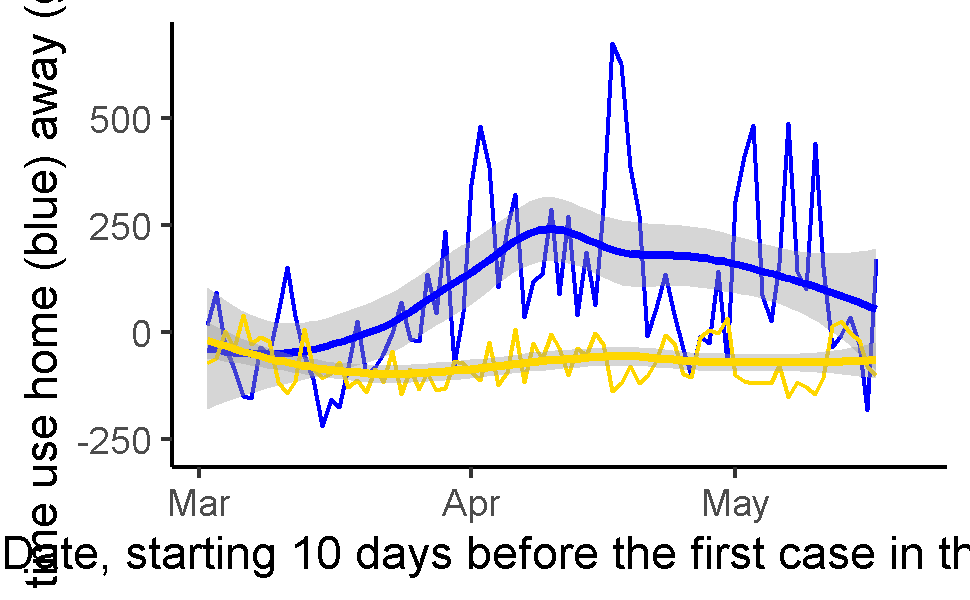 time use home (blue) away (
500
250
0
-250
Mar Apr May
Date, starting 10 days before the first case in th